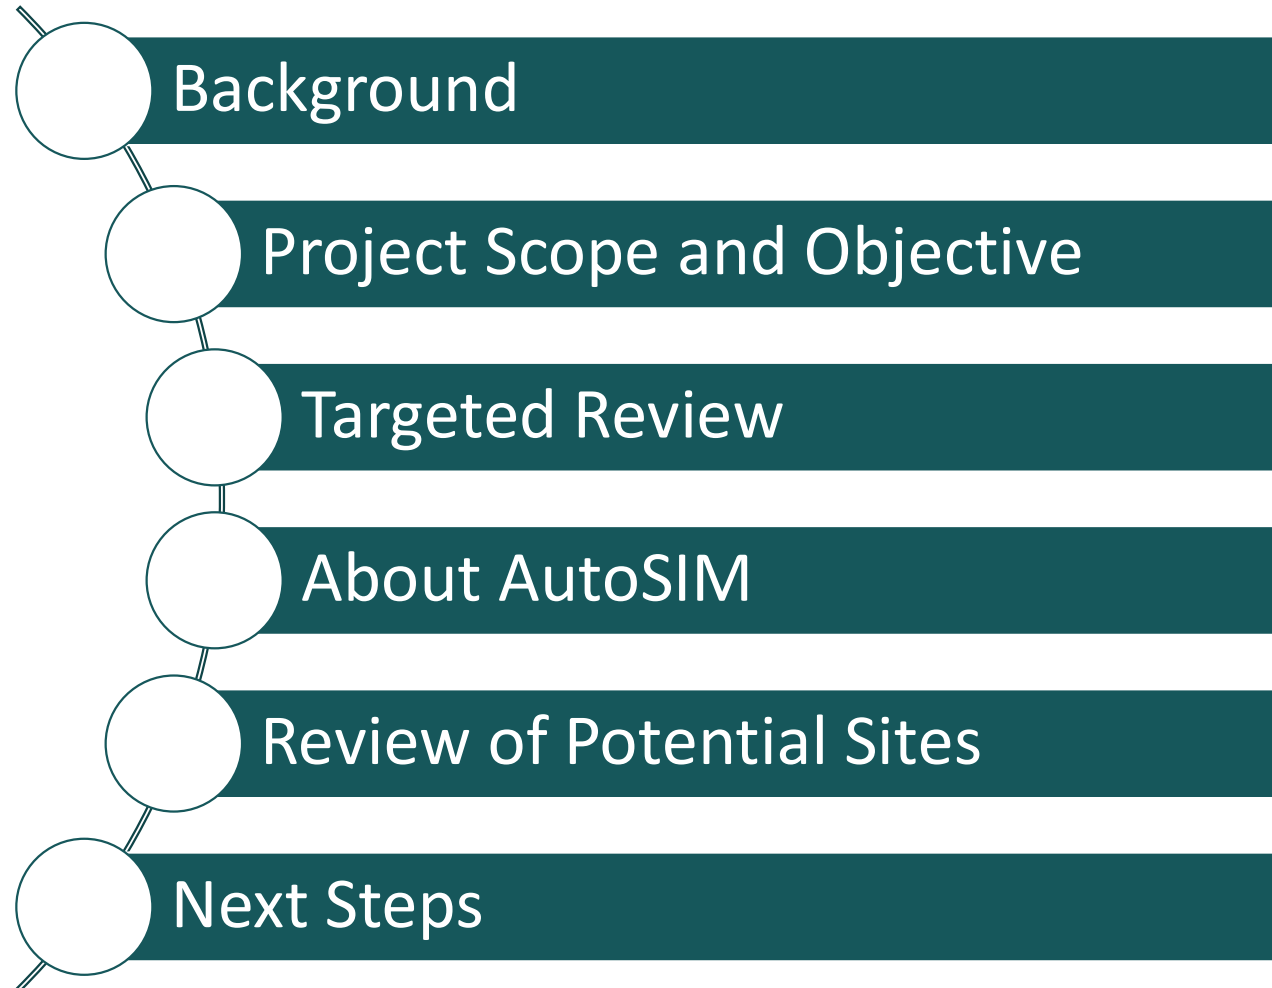 Background
Project Scope and Objective
Targeted Review
About AutoSIM
Review of Potential Sites
Next Steps